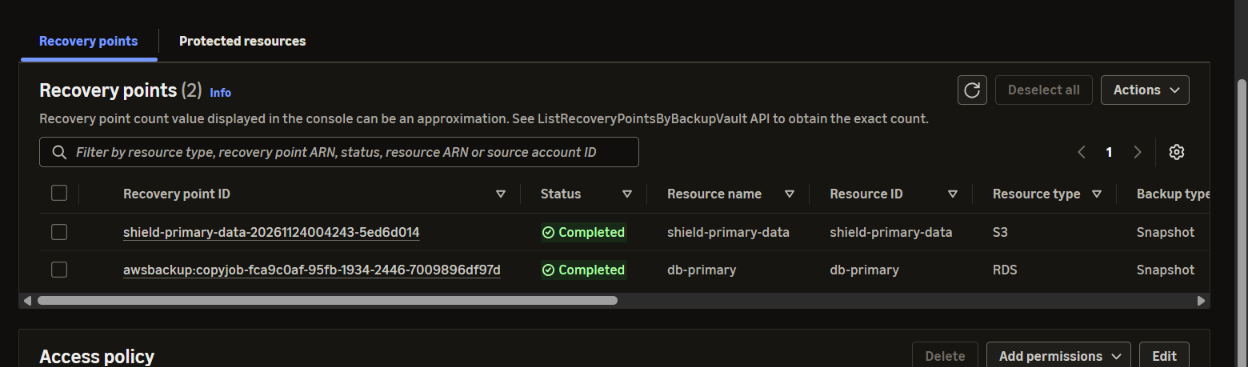 Recovery points Protected resources
Recovery points (2) Info Deselect all Actions
Recovery point count value displayed in the console can be an approximation. See ListRecoveryPointsByBackupVault API to obtain the exact count.
Filter by resource type, recovery point ARN, status, resource ARN or source account ID 1
Recovery point ID Status Resource name Resource ID Resource type Backup type
shield-primary-data-20261124004243-5ed6d014 Completed shield-primary-data shield-primary-data S3 Snapshot
awsbackup:copyjob-fca9c0af-95fb-1934-2446-7009896df97d Completed db-primary db-primary RDS Snapshot
Access policy Delete Add permissions Edit